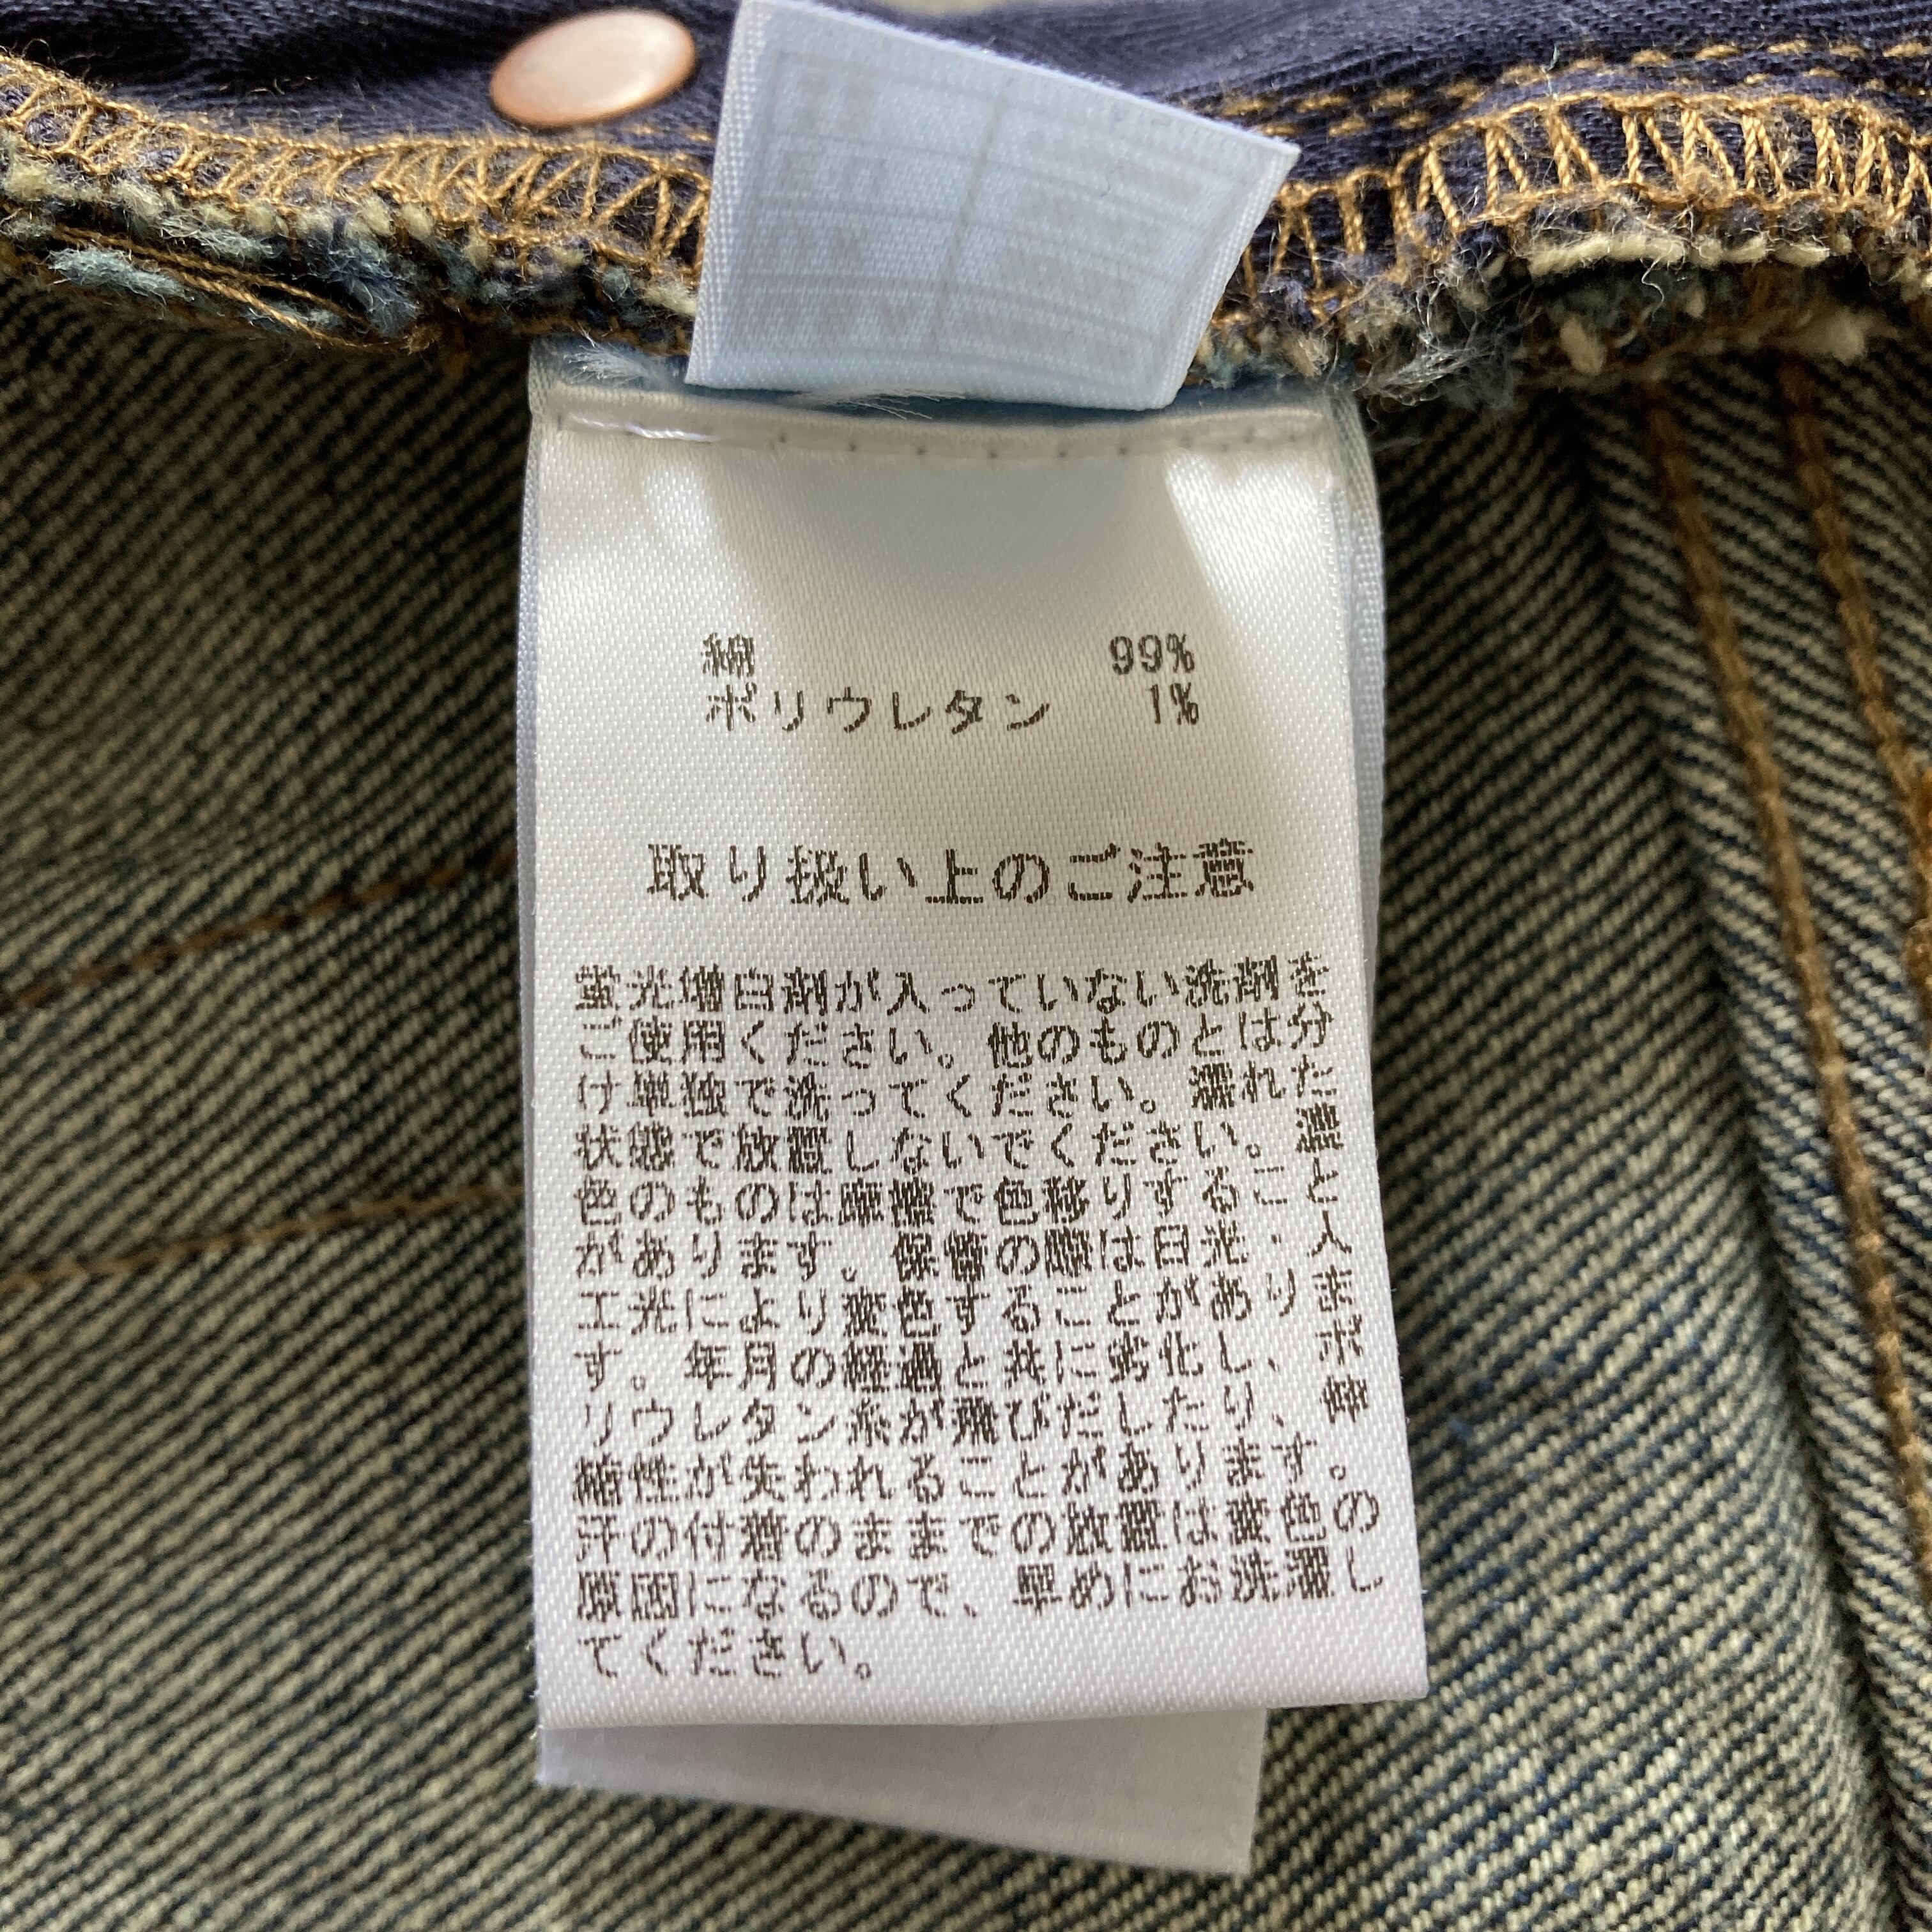 綿 99%
ポリウレタン 1%
取り扱い上のご注意
蛍光増白剤が入っていない洗剤を
ご使用ください。他のものとは分
け単独で洗ってください。濡れた
状態で放置しないでください。濃
色のものは摩擦で色移りすること
があります。保管の際は日光・人
工光により変色することがありま
す。年月の経過と共に劣化し、ポ
リウレタン糸が飛びだしたり、伸
縮性が失われることがあります。
汗の付着のままでの放置は変色の
原因になるので、早めにお洗濯し
てください。